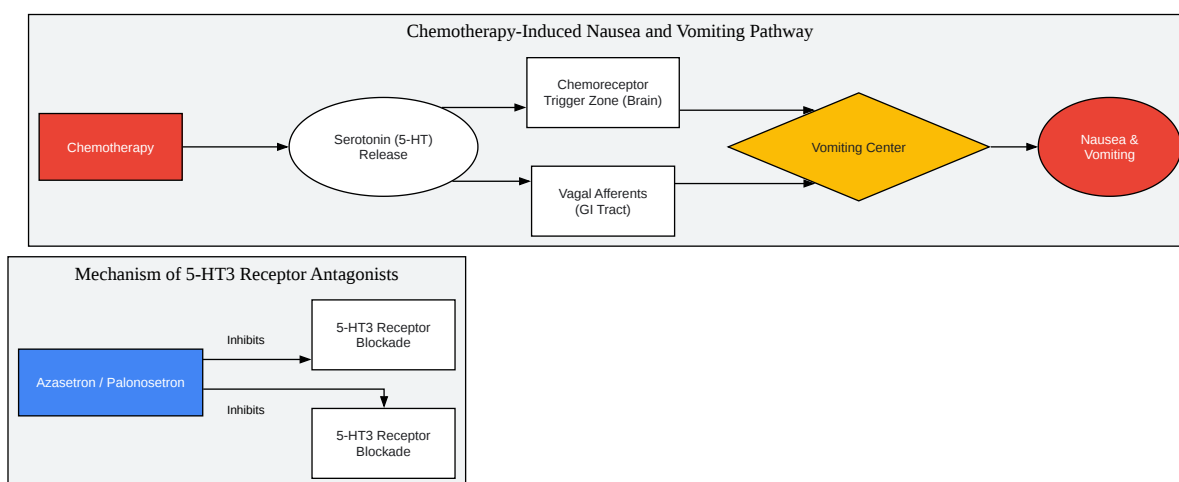 Chemotherapy-Induced Nausea and Vomiting Pathway
Chemotherapy
Serotonin (5-HT)
Release
Chemoreceptor
Trigger Zone (Brain)
Vagal Afferents
(GI Tract)
Vomiting Center
Nausea &
Vomiting
Mechanism of 5-HT3 Receptor Antagonists
Azasetron / Palonosetron
Inhibits
5-HT3 Receptor
Blockade
Inhibits
5-HT3 Receptor
Blockade